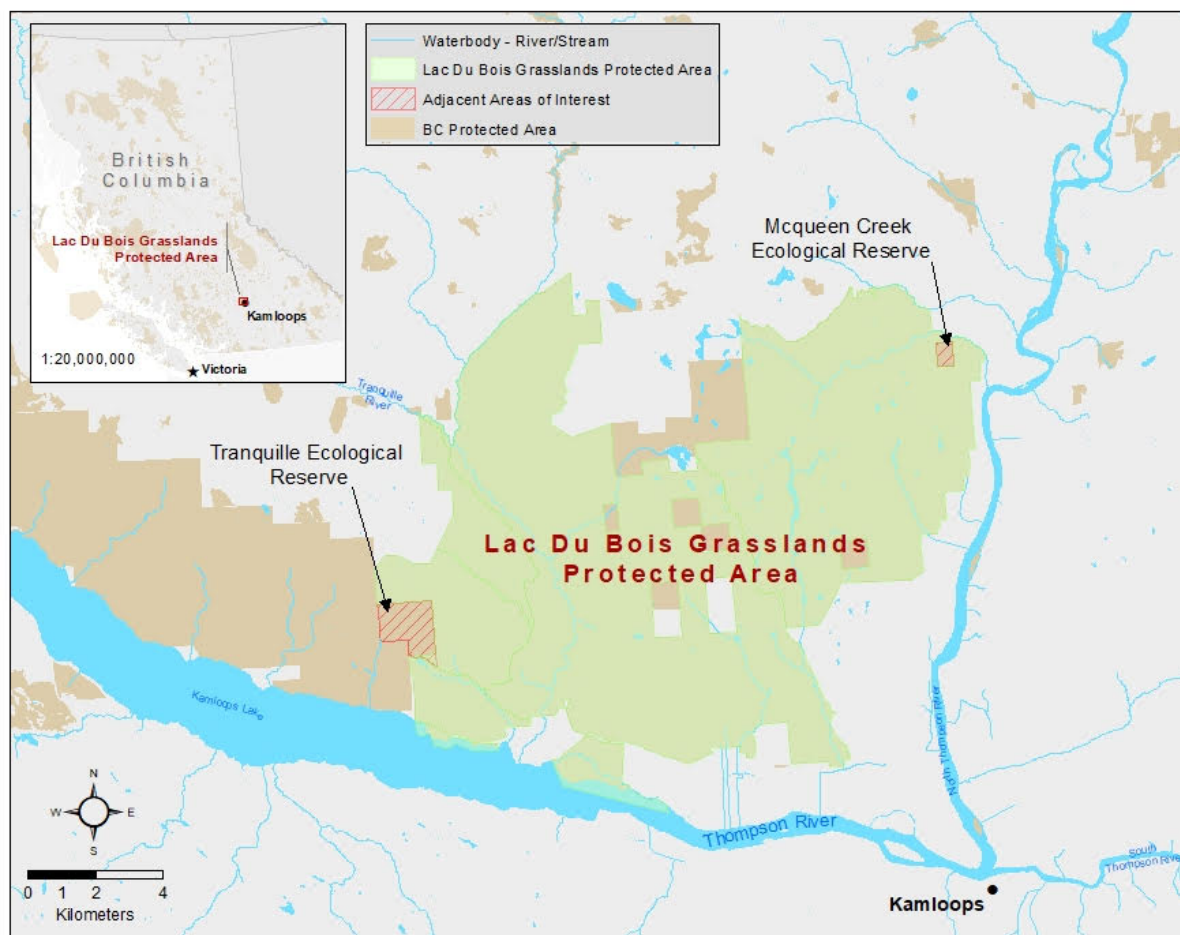 Waterbody - River/Stream
Lac Du Bois Grasslands Protected Area
Adjacent Areas of Interest
BC Protected Area
British
Columbia
Lac Du Bois Grasslands
Protected Area
Kamloops
1:20,000,000
Victoria
Mcqueen Creek
Ecological Reserve
Tranquille
River
Tranquille Ecological
Reserve
Lac Du Bois Grasslands
Protected Area
Kamloops Lake
North Thompson River
Thompson River
South
Thompson River
Kamloops
N
W
E
S
0 1 2 4
Kilometers